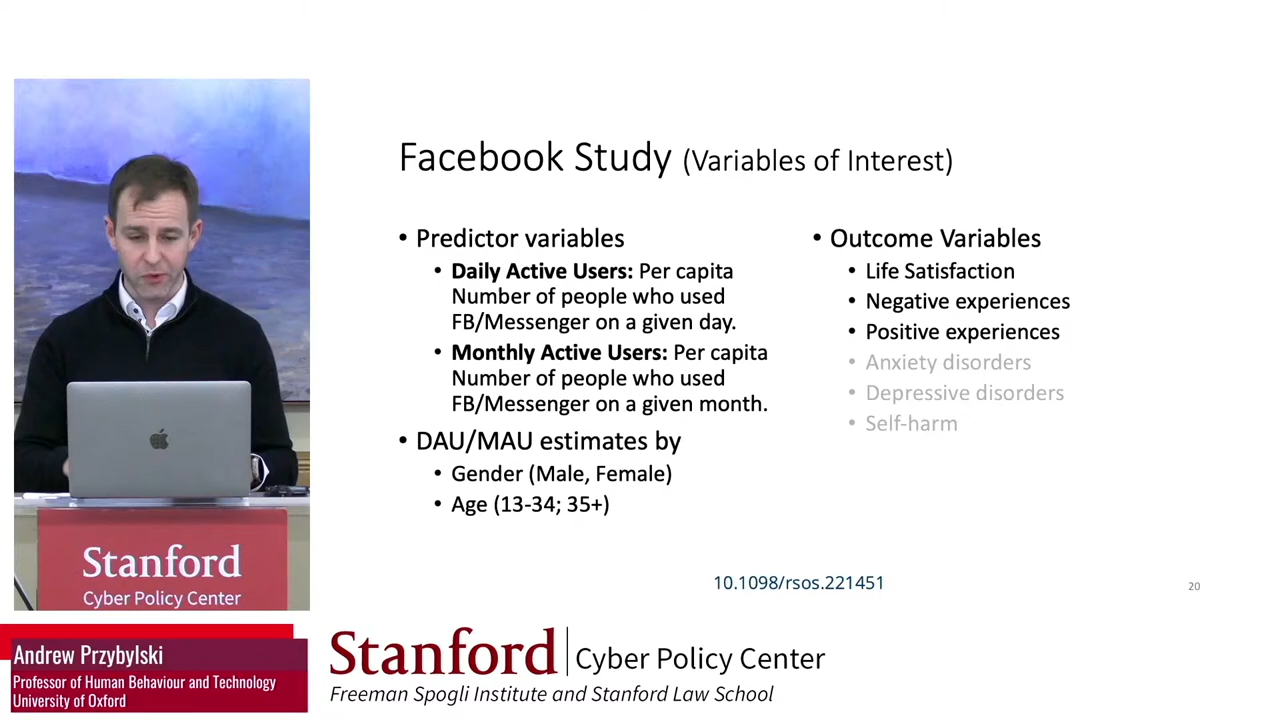 Facebook Study (Variables of Interest)
• Predictor variables
• Daily Active Users: Per capita
Number of people who used
FB/Messenger on a given day.
• Monthly Active Users: Per capita
Number of people who used
FB/Messenger on a given month.
• DAU/MAU estimates by
• Gender (Male, Female)
• Age (13-34; 35+)
• Outcome Variables
• Life Satisfaction
• Negative experiences
• Positive experiences
• Anxiety disorders
• Depressive disorders
• Self-harm
10.1098/rsos.221451
20
Stanford
Cyber Policy Center
Andrew Przybylski
Professor of Human Behaviour and Technology
University of Oxford
Stanford Cyber Policy Center
Freeman Spogli Institute and Stanford Law School